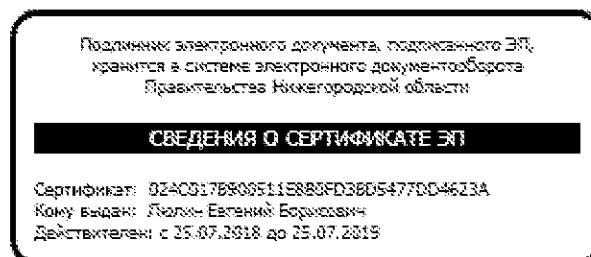 Подлинник электронного документа, подписанного ЭП,
хранится в системе электронного документооборота
Правительства Нижегородской области
СВЕДЕНИЯ О СЕРТИФИКАТЕ ЭП
Сертификат:
Кому выдан: Люлин Евгений Борисович
Действителен: с 25.07.2018 до 25.07.2019